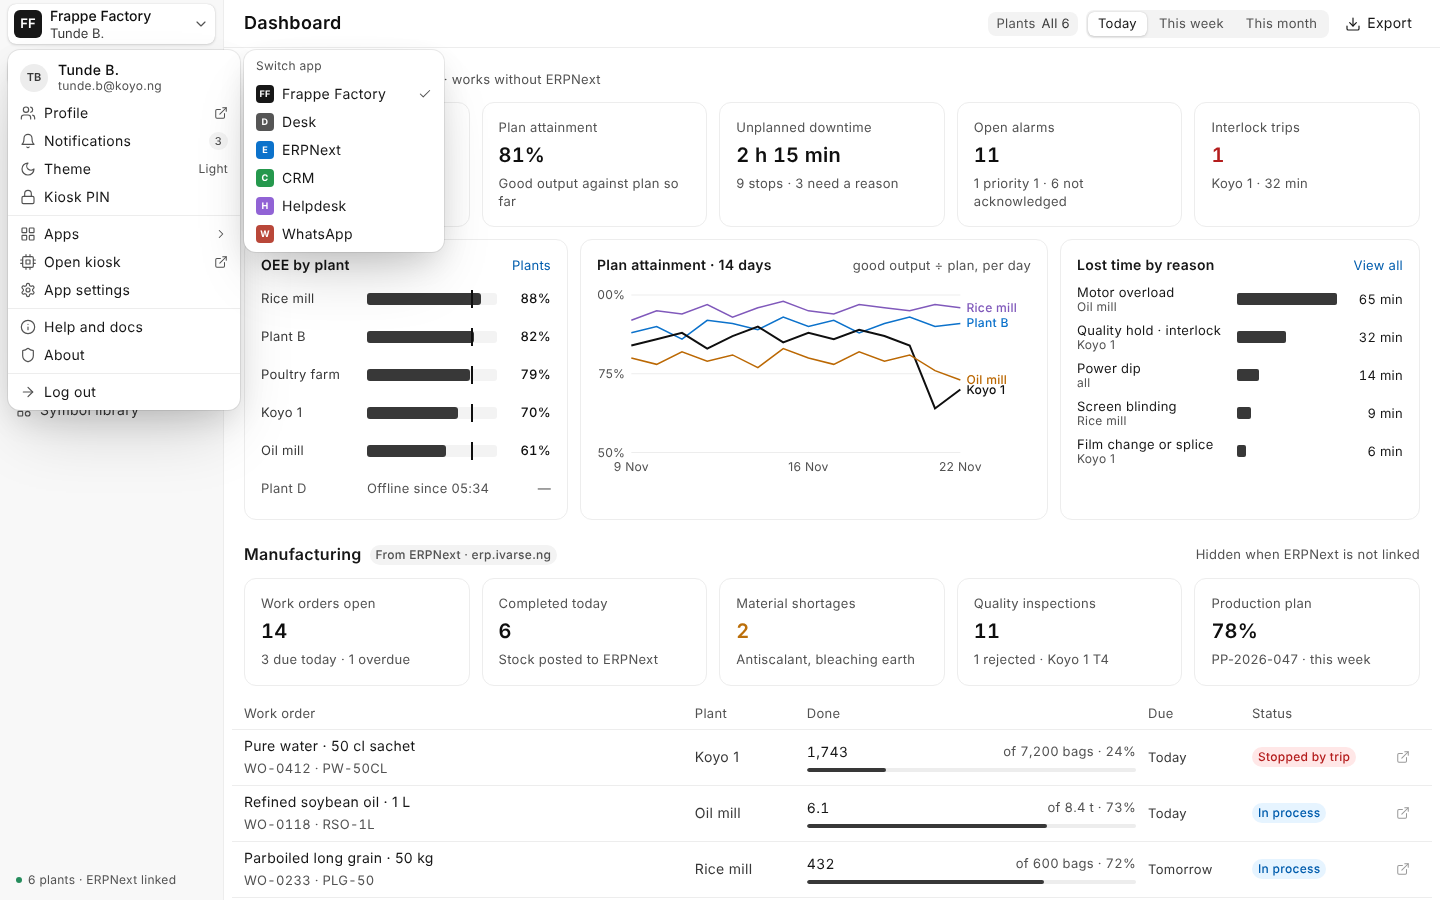 FF
Frappe Factory
Tunde B.
TB
Tunde B.
tunde.b@koyo.ng
Profile
Notifications 3
Theme Light
Kiosk PIN
Apps
Open kiosk
App settings
Help and docs
About
Log out
Symbol library
6 plants · ERPNext linked
Switch app
FF Frappe Factory
D Desk
E ERPNext
C CRM
H Helpdesk
W WhatsApp
Dashboard
Plants All 6
Today This week This month
Export
· works without ERPNext
Plan attainment
81%
Good output against plan so
far
Unplanned downtime
2 h 15 min
9 stops · 3 need a reason
Open alarms
11
1 priority 1 · 6 not
acknowledged
Interlock trips
1
Koyo 1 · 32 min
OEE by plant Plants
Rice mill 88%
Plant B 82%
Poultry farm 79%
Koyo 1 70%
Oil mill 61%
Plant D Offline since 05:34 —
Plan attainment · 14 days good output ÷ plan, per day
00%
75%
50%
Rice mill
Plant B
Oil mill
Koyo 1
9 Nov 16 Nov 22 Nov
Lost time by reason View all
Motor overload
Oil mill
65 min
Quality hold · interlock
Koyo 1
32 min
Power dip
all
14 min
Screen blinding
Rice mill
9 min
Film change or splice
Koyo 1
6 min
Manufacturing From ERPNext · erp.ivarse.ng Hidden when ERPNext is not linked
Work orders open
14
3 due today · 1 overdue
Completed today
6
Stock posted to ERPNext
Material shortages
2
Antiscalant, bleaching earth
Quality inspections
11
1 rejected · Koyo 1 T4
Production plan
78%
PP-2026-047 · this week
Work order Plant Done Due Status
Pure water · 50 cl sachet
WO-0412 · PW-50CL
Koyo 1 1,743 of 7,200 bags · 24% Today Stopped by trip
Refined soybean oil · 1 L
WO-0118 · RSO-1L
Oil mill 6.1 of 8.4 t · 73% Today In process
Parboiled long grain · 50 kg
WO-0233 · PLG-50
Rice mill 432 of 600 bags · 72% Tomorrow In process